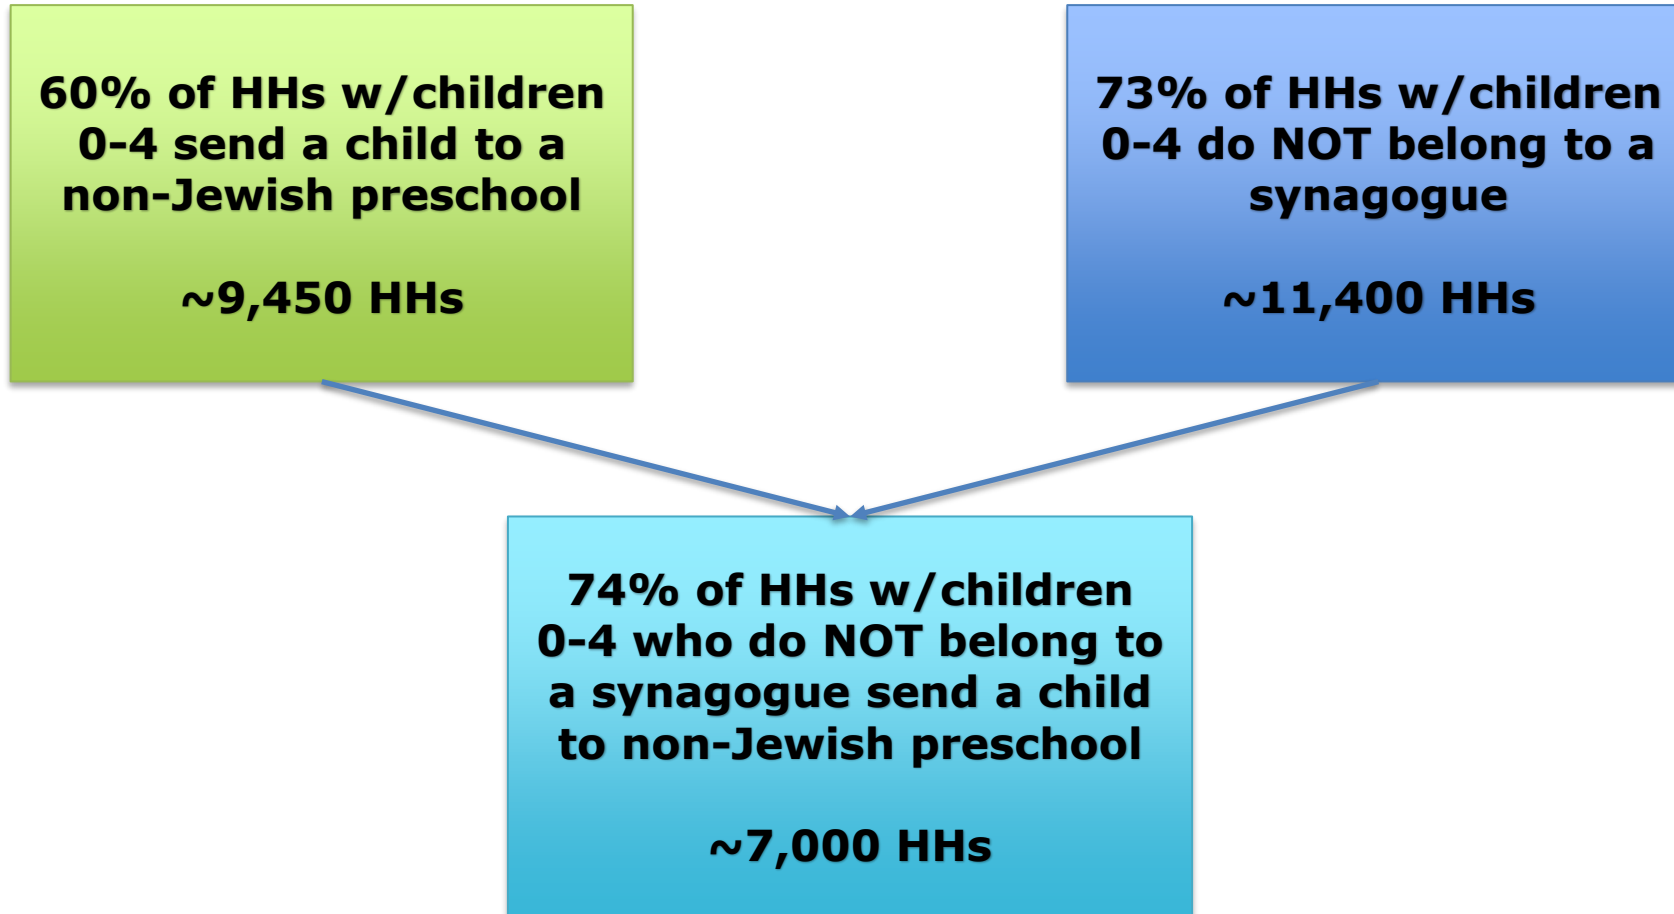 60% of HHs w/children
0-4 send a child to a
non-Jewish preschool
~9,450 HHs
73% of HHs w/children
0-4 do NOT belong to a
synagogue
~11,400 HHs
74% of HHs w/children
0-4 who do NOT belong to
a synagogue send a child
to non-Jewish preschool
~7,000 HHs